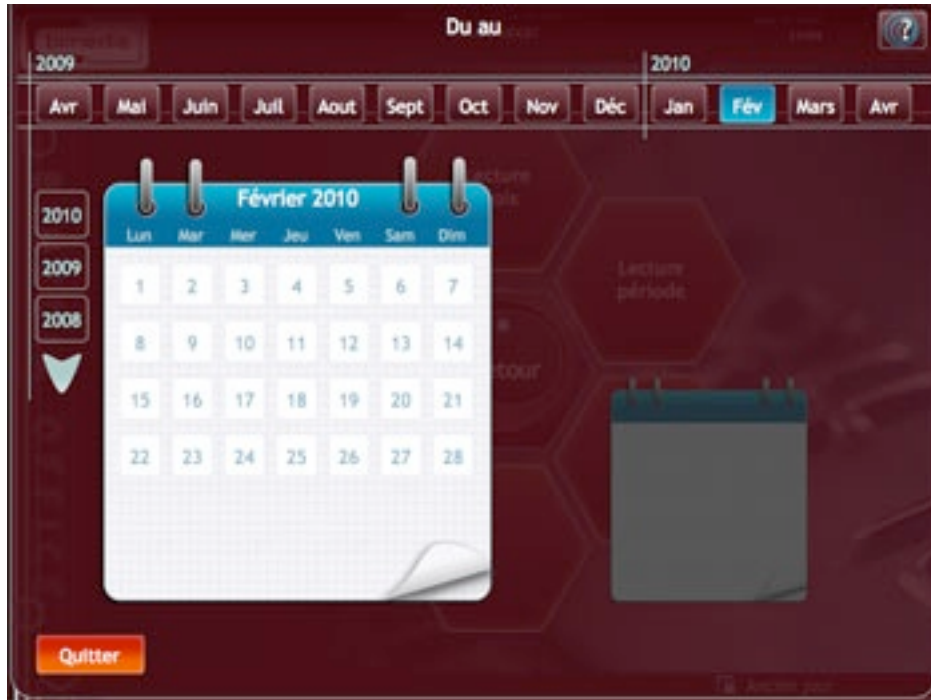 Du au
?
2009 2010
Avr Mai Juin Juil Aout Sept Oct Nov Déc Jan Fév Mars Avr
Février 2010
Lun Mar Mer Jeu Ven Sam Dim
2010
2009
2008
1 2 3 4 5 6 7
8 9 10 11 12 13 14
15 16 17 18 19 20 21
22 23 24 25 26 27 28
Lecture
Lecture
période
Quitter